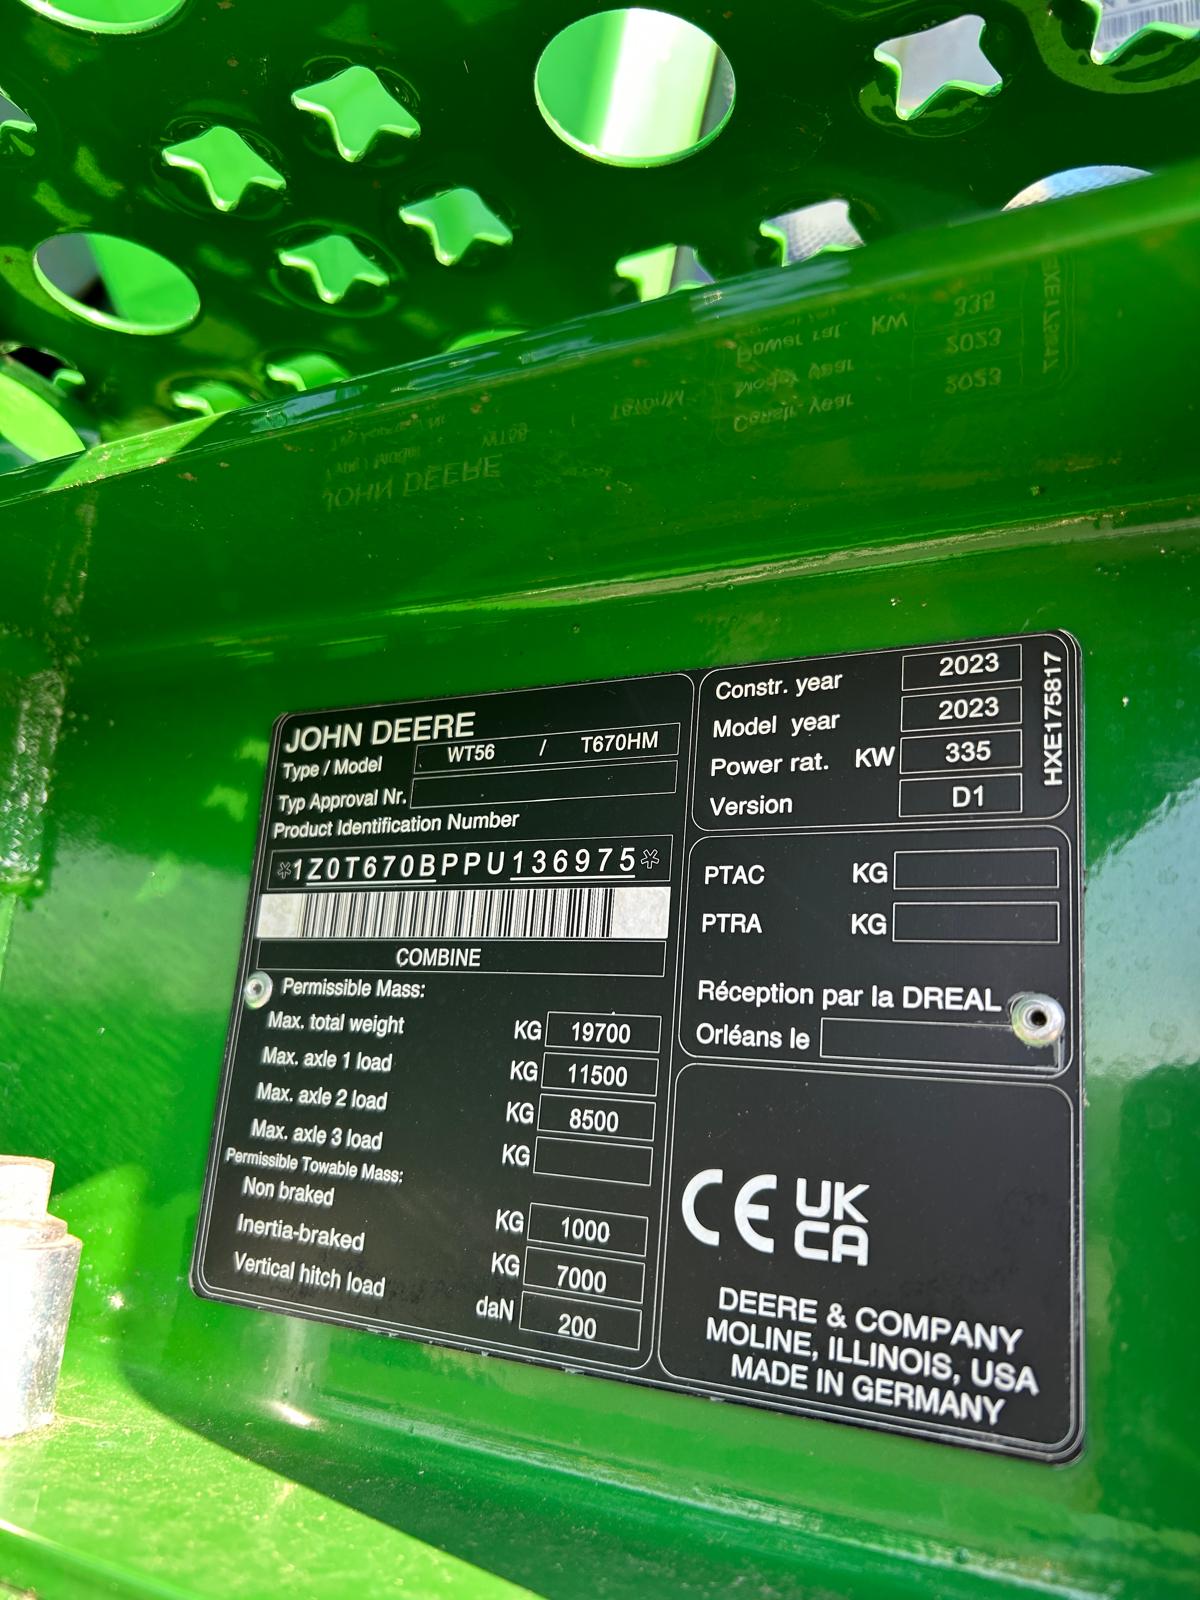 JOHN DEERE
Type / Model WT56 / T670HM
Typ Approval Nr.
Product Identification Number
*1Z0T670BPPU136975*
COMBINE
Permissible Mass:
Max. total weight KG 19700
Max. axle 1 load KG 11500
Max. axle 2 load KG 8500
Max. axle 3 load KG
Permissible Towable Mass:
Non braked KG 1000
Inertia-braked KG 7000
Vertical hitch load daN 200
Constr. year 2023
Model year 2023
Power rat. KW 335
Version D1
HXE175817
PTAC KG
PTRA KG
Réception par la DREAL
Orléans le
CE UK
CA
DEERE & COMPANY
MOLINE, ILLINOIS, USA
MADE IN GERMANY